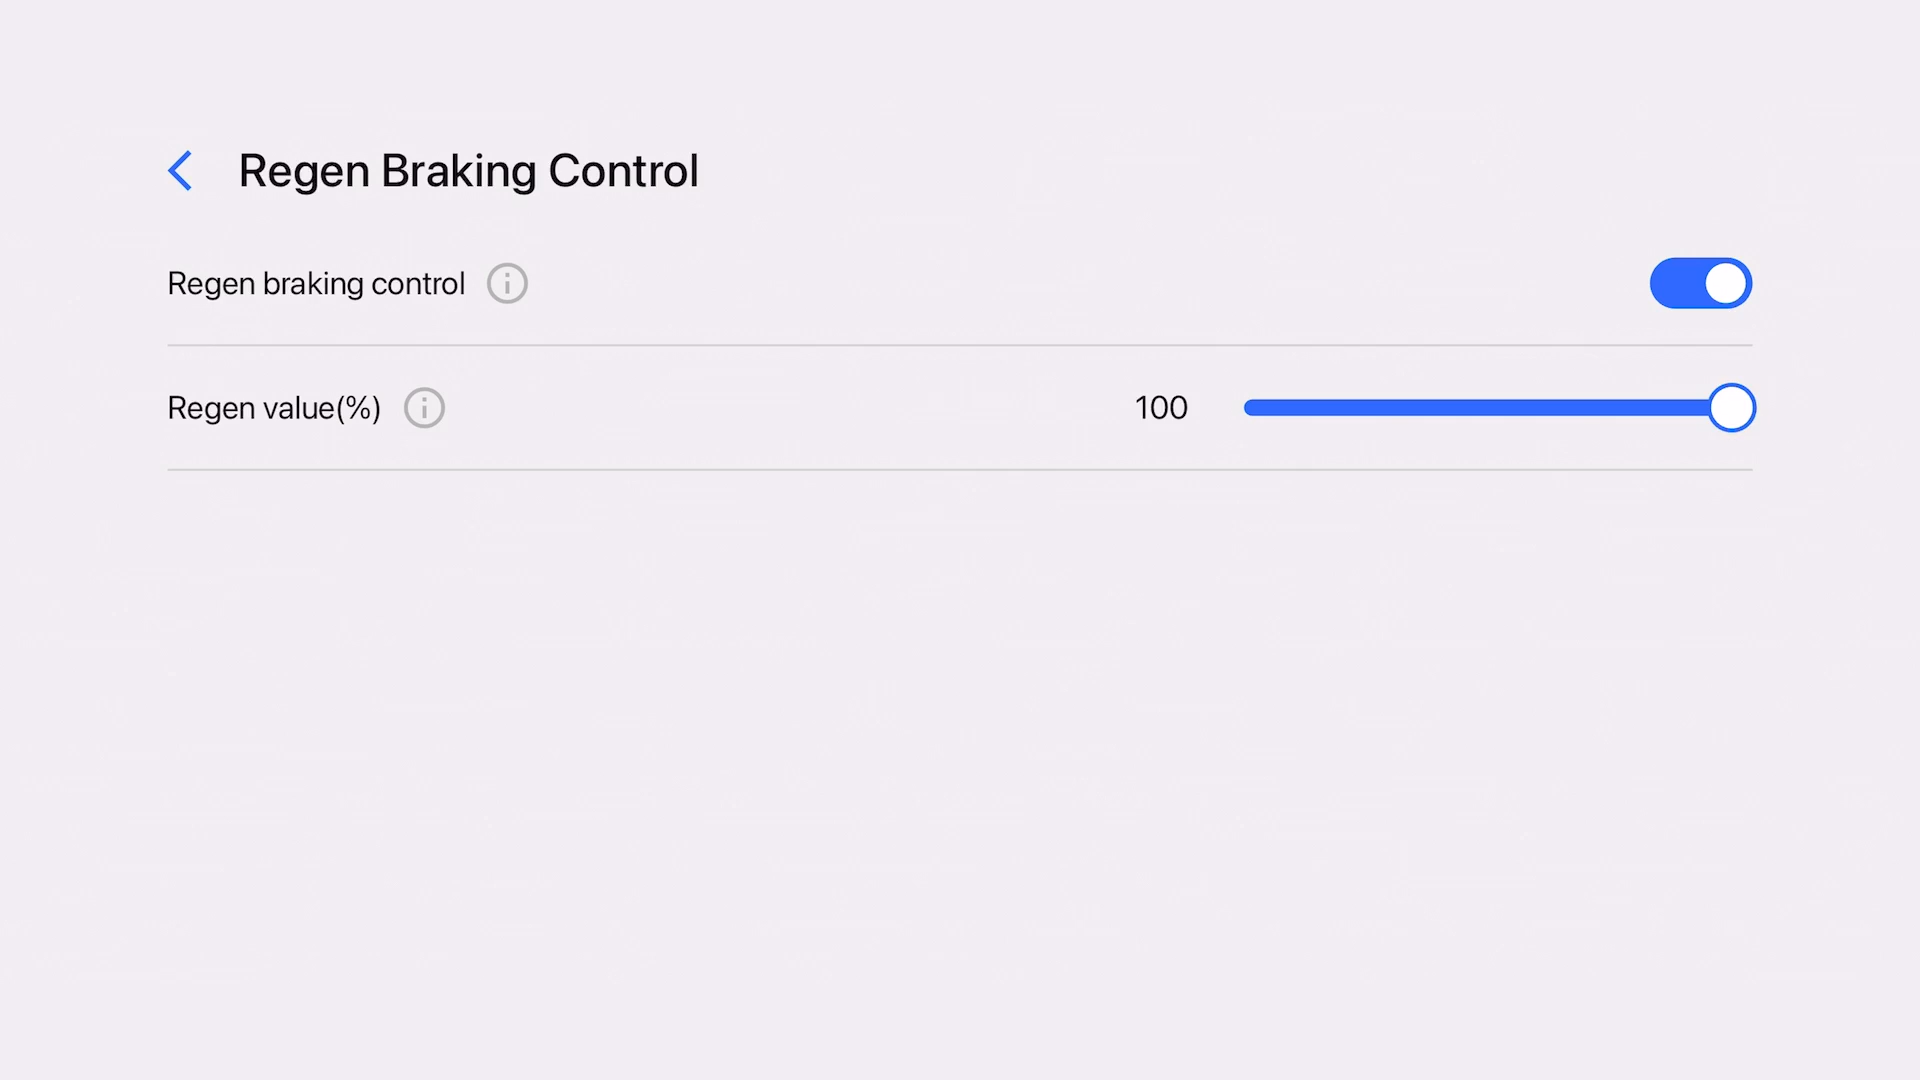 Regen Braking Control
Regen braking control
Regen value(%) 100